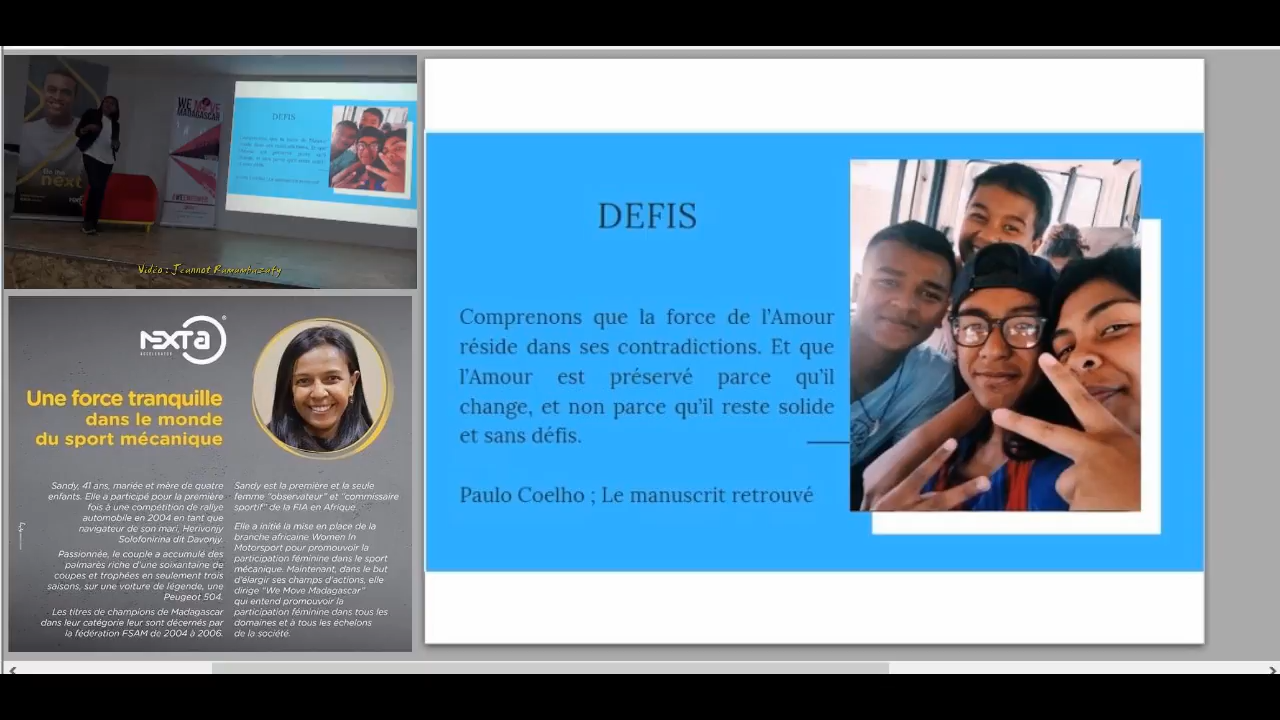 WE MOVE
MADAGASCAR
Be the
next
DEFIS
Vidéo : Jeannot Ramambazafy
NEXTA
ACCELERATOR
Une force tranquille
dans le monde
du sport mécanique
Sandy, 41 ans, mariée et mère de quatre
enfants. Elle a participé pour la première
fois à une compétition de rallye
automobile en 2004 en tant que
navigateur de son mari, Herivonjy
Solofonirina dit Davonjy.
Passionnée, le couple a accumulé des
palmarès riche d'une soixantaine de
coupes et trophées en seulement trois
saisons, sur une voiture de légende, une
Peugeot 504.
Les titres de champions de Madagascar
dans leur catégorie leur sont décernés par
la fédération FSAM de 2004 à 2006.
Sandy est la première et la seule
femme "observateur" et "commissaire
sportif" de la FIA en Afrique.
Elle a initié la mise en place de la
branche africaine Women In
Motorsport pour promouvoir la
participation féminine dans le sport
mécanique. Maintenant, dans le but
d'élargir ses champs d'actions, elle
dirige "We Move Madagascar"
qui entend promouvoir la
participation féminine dans tous les
domaines et à tous les échelons
de la société.
DEFIS
Comprenons que la force de l'Amour
réside dans ses contradictions. Et que
l'Amour est préservé parce qu'il
change, et non parce qu'il reste solide
et sans défis.
Paulo Coelho ; Le manuscrit retrouvé